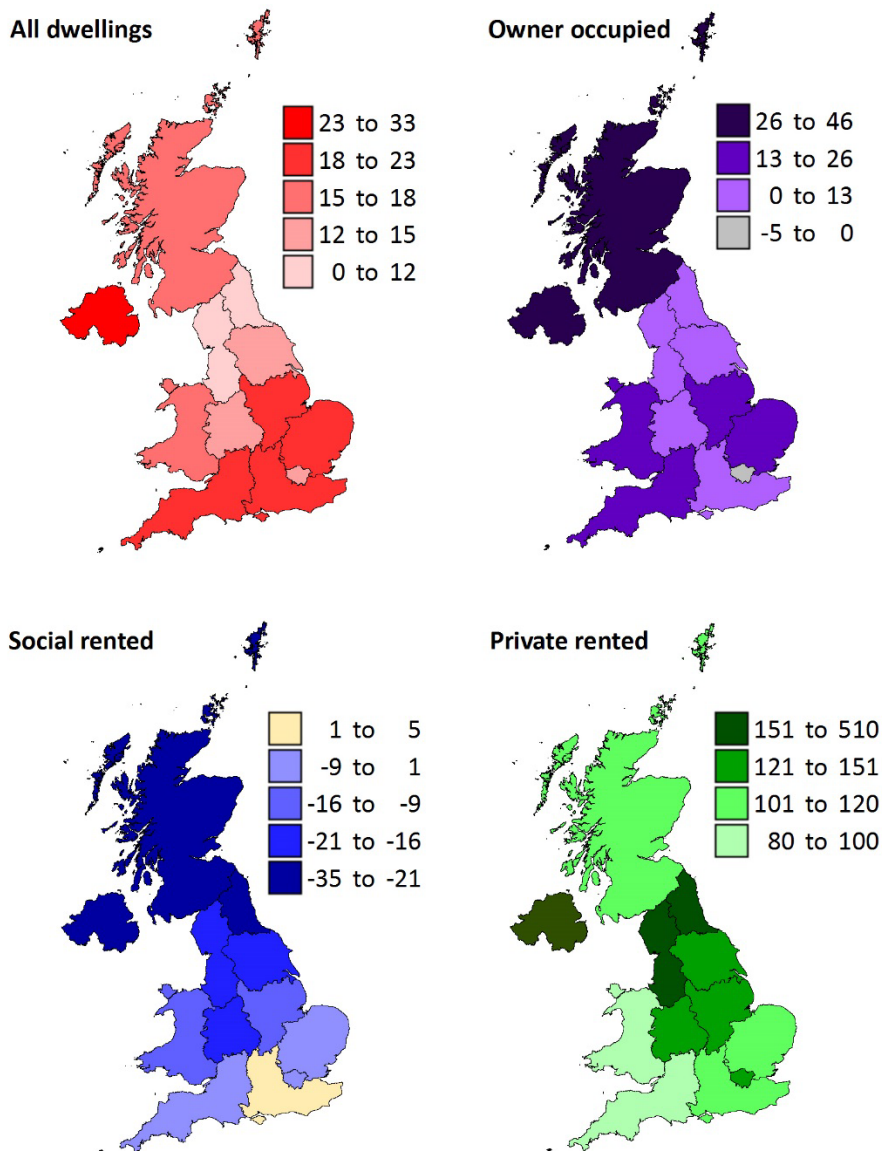 All dwellings
23 to 33
18 to 23
15 to 18
12 to 15
0 to 12
Owner occupied
26 to 46
13 to 26
0 to 13
-5 to 0
Social rented
1 to 5
-9 to 1
-16 to -9
-21 to -16
-35 to -21
Private rented
151 to 510
121 to 151
101 to 120
80 to 100